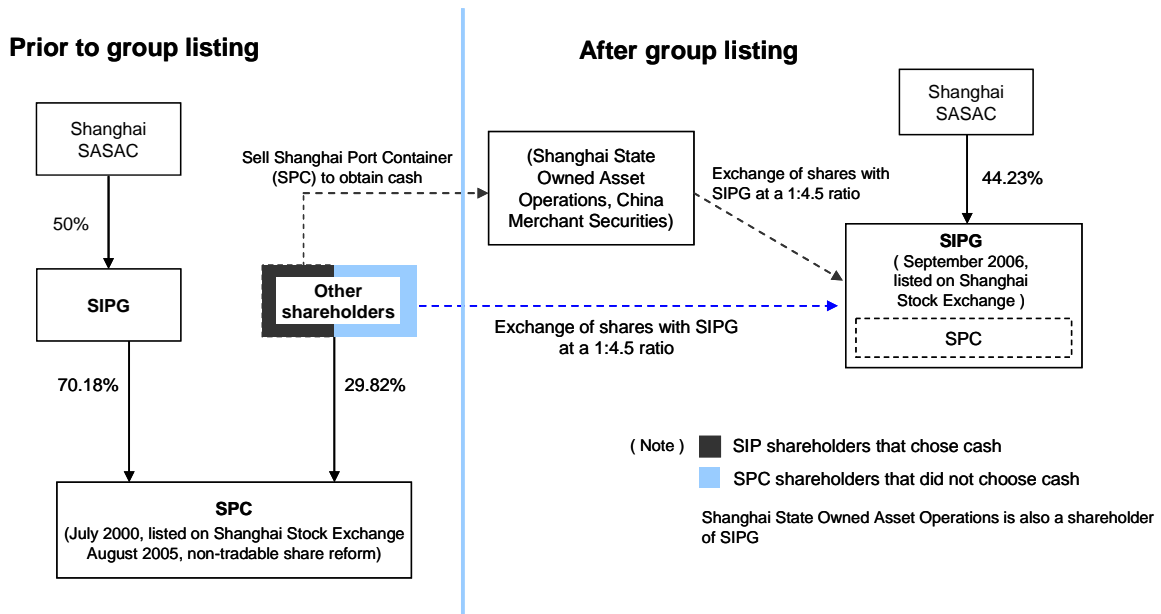 Prior to group listing
Shanghai
SASAC
50%
SIPG
70.18%
Other
shareholders
29.82%
SPC
(July 2000, listed on Shanghai Stock Exchange
August 2005, non-tradable share reform)
Sell Shanghai Port Container
(SPC) to obtain cash
After group listing
(Shanghai State
Owned Asset
Operations, China
Merchant Securities)
Exchange of shares with
SIPG at a 1:4.5 ratio
Exchange of shares with SIPG
at a 1:4.5 ratio
Shanghai
SASAC
44.23%
SIPG
( September 2006,
listed on Shanghai
Stock Exchange )
SPC
( Note )
SIP shareholders that chose cash
SPC shareholders that did not choose cash
Shanghai State Owned Asset Operations is also a shareholder
of SIPG